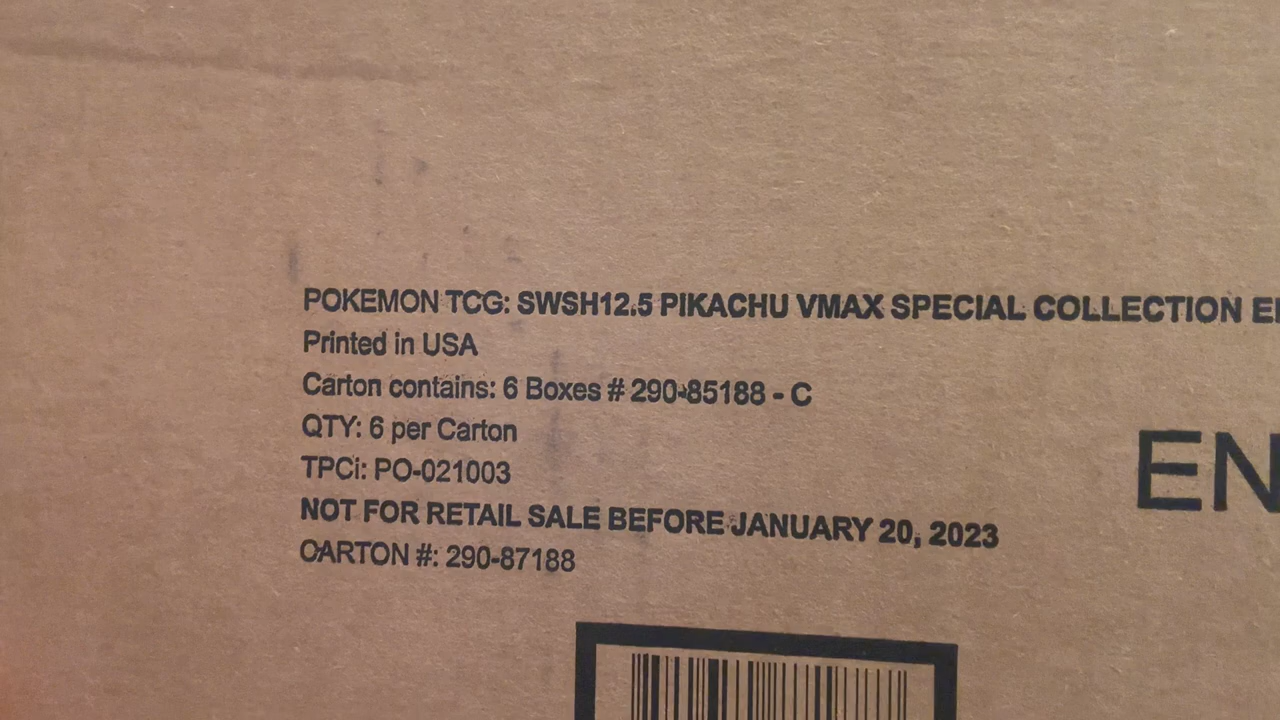 POKEMON TCG: SWSH12.5 PIKACHU VMAX SPECIAL COLLECTION
Printed in USA
Carton contains: 6 Boxes # 290-85188 - C
QTY: 6 per Carton
EN
TPCi: PO-021003
NOT FOR RETAIL SALE BEFORE JANUARY 20, 2023
CARTON #: 290-87188